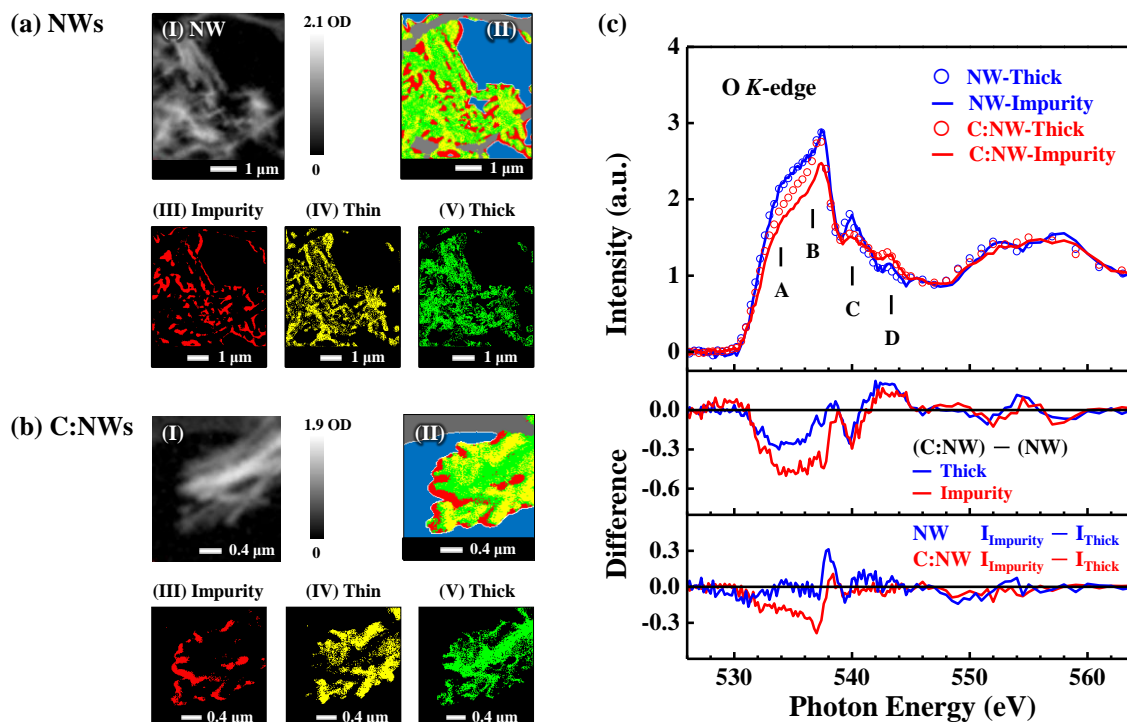 (a) NWs
(I) NW
2.1 OD
0
1 μm
(II)
1 μm
(III) Impurity
(IV) Thin
(V) Thick
1 μm
1 μm
1 μm
(b) C:NWs
(I)
1.9 OD
0
0.4 μm
(II)
0.4 μm
(III) Impurity
(IV) Thin
(V) Thick
0.4 μm
0.4 μm
0.4 μm
(c)
O K-edge
NW-Thick
NW-Impurity
C:NW-Thick
C:NW-Impurity
4
3
2
1
0
Intensity (a.u.)
A
B
C
D
0.0
-0.3
-0.6
(C:NW) — (NW)
Thick
Impurity
Difference
0.3
0.0
-0.3
NW I_Impurity — I_Thick
C:NW I_Impurity — I_Thick
530
540
550
560
Photon Energy (eV)